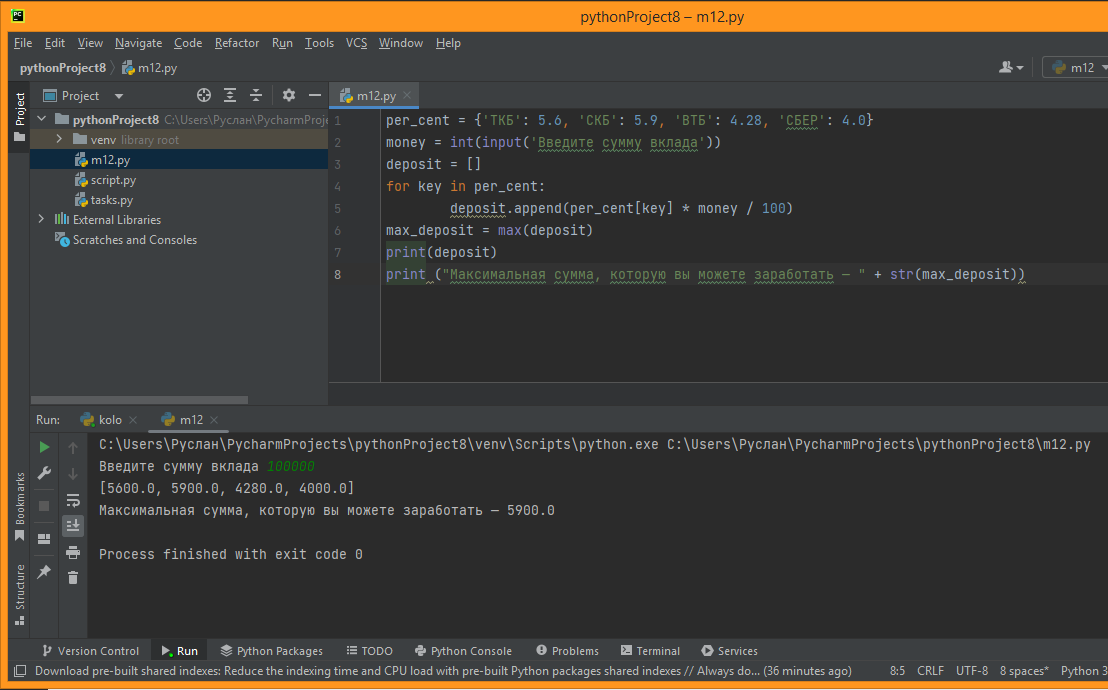 PC
pythonProject8 – m12.py
File Edit View Navigate Code Refactor Run Tools VCS Window Help
pythonProject8 m12.py m12
Project Project m12.py
pythonProject8 C:\Users\Руслан\PycharmProje
venv library root
m12.py
script.py
tasks.py
External Libraries
Scratches and Consoles
1 per_cent = {'ТКБ': 5.6, 'СКБ': 5.9, 'ВТБ': 4.28, 'СБЕР': 4.0}
2 money = int(input('Введите сумму вклада'))
3 deposit = []
4 for key in per_cent:
5 deposit.append(per_cent[key] * money / 100)
6 max_deposit = max(deposit)
7 print(deposit)
8 print ("Максимальная сумма, которую вы можете заработать — " + str(max_deposit))
Run: kolo m12
C:\Users\Руслан\PycharmProjects\pythonProject8\venv\Scripts\python.exe C:\Users\Руслан\PycharmProjects\pythonProject8\m12.py
Введите сумму вклада 100000
[5600.0, 5900.0, 4280.0, 4000.0]
Максимальная сумма, которую вы можете заработать — 5900.0
Process finished with exit code 0
Bookmarks
Structure
Version Control Run Python Packages TODO Python Console Problems Terminal Services
Download pre-built shared indexes: Reduce the indexing time and CPU load with pre-built Python packages shared indexes // Always do... (36 minutes ago) 8:5 CRLF UTF-8 8 spaces* Python 3